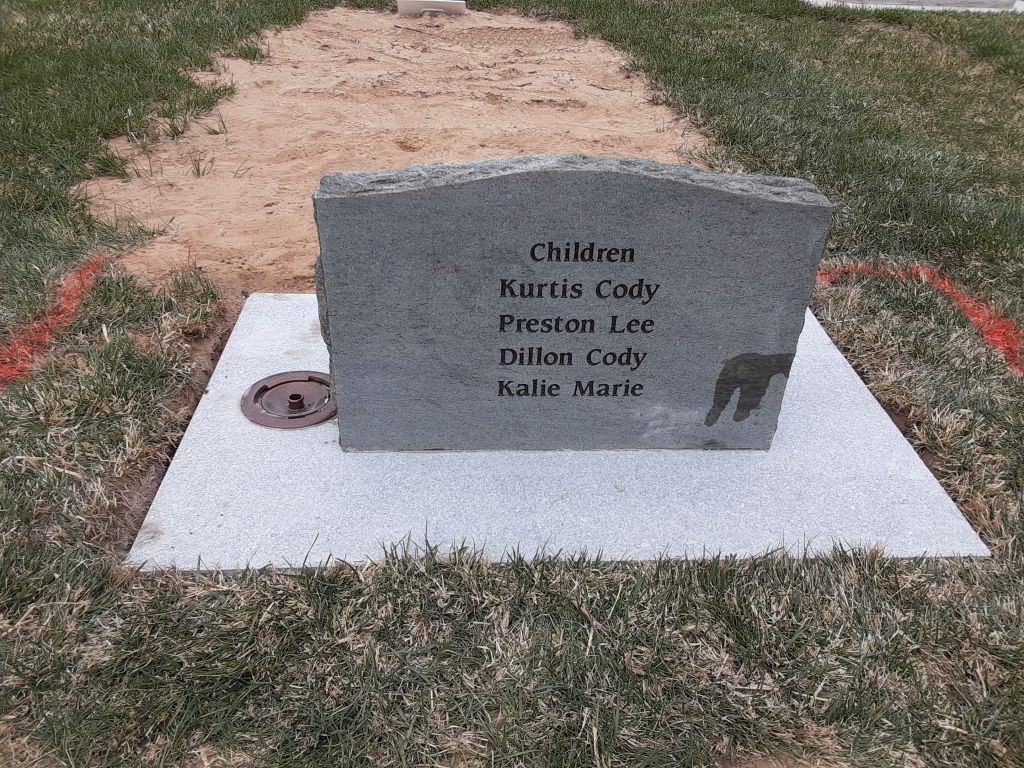 Children
Kurtis Cody
Preston Lee
Dillon Cody
Kalie Marie